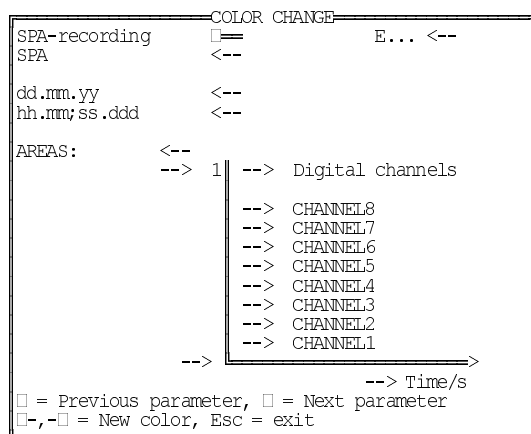 COLOR CHANGE
SPA-recording □== E... <--
SPA <--
dd.mm.yy <--
hh.mm;ss.ddd <--
AREAS: <--
--> 1 --> Digital channels
--> CHANNEL8
--> CHANNEL7
--> CHANNEL6
--> CHANNEL5
--> CHANNEL4
--> CHANNEL3
--> CHANNEL2
--> CHANNEL1
-->
--> Time/s
□ = Previous parameter, □ = Next parameter
□-,-□ = New color, Esc = exit